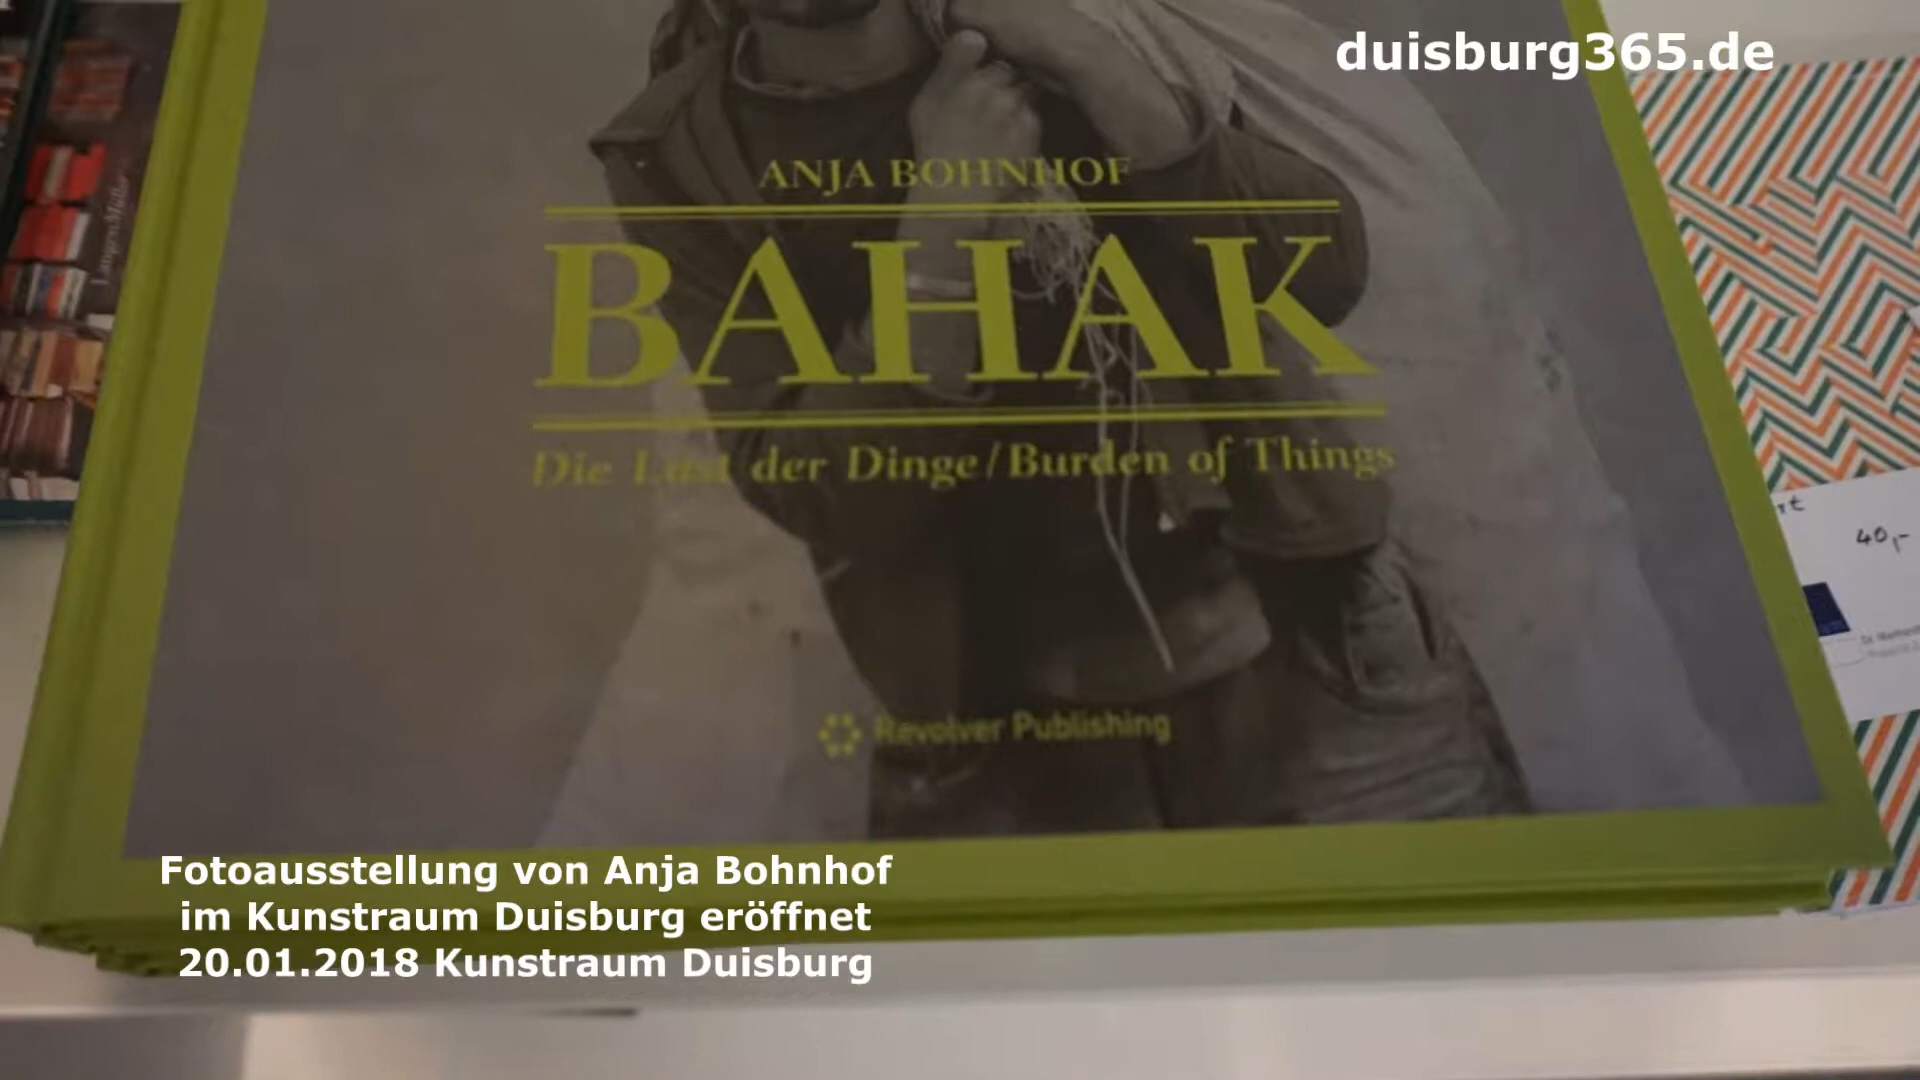 duisburg365.de
ANJA BOHNHOF
BAHAK
Die Last der Dinge/Burden of Things
Revolver Publishing
40,-
Fotoausstellung von Anja Bohnhof
im Kunstraum Duisburg eröffnet
20.01.2018 Kunstraum Duisburg